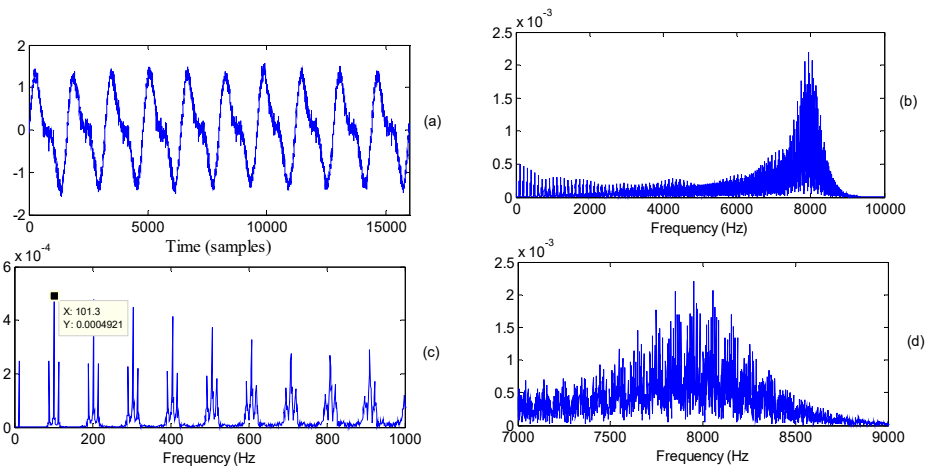 2
1
0
-1
-2
0 5000 10000 15000
Time (samples)
(a)
x 10-3
2.5
2
1.5
1
0.5
0
0 2000 4000 6000 8000 10000
Frequency (Hz)
(b)
x 10-4
6
4
2
0
X: 101.3
Y: 0.0004921
0 200 400 600 800 1000
Frequency (Hz
(c)
x 10-3
2.5
2
1.5
1
0.5
0
7000 7500 8000 8500 9000
Frequency (Hz
(d)